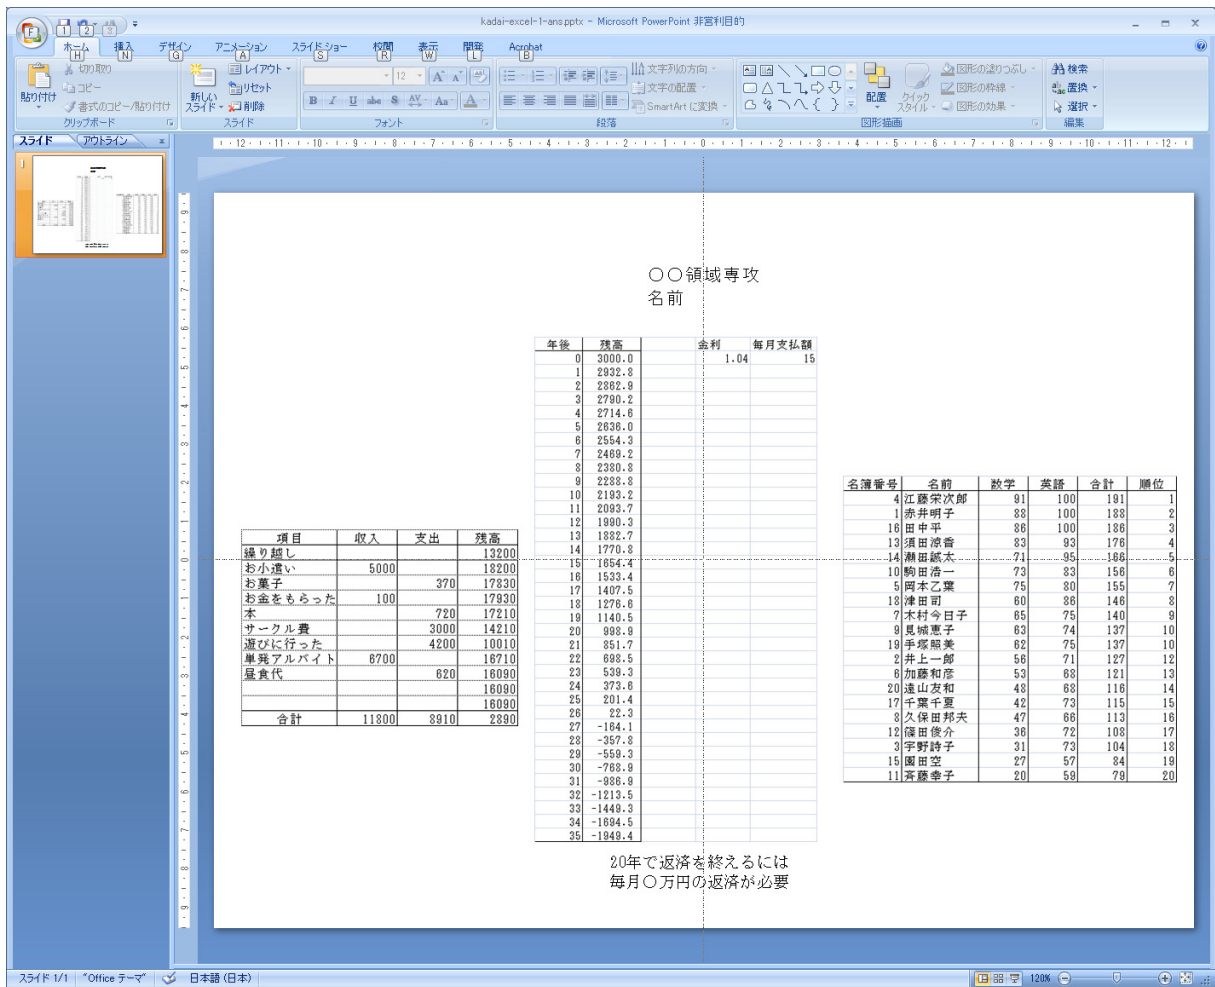 kadai-excel-1-ans.pptx - Microsoft PowerPoint 非営利目的
F 1 2 3
ホーム 挿入 デザイン アニメーション スライド ショー 校閲 表示 開発 Acrobat
H N G A S R W L B
貼り付け
切り取り
コピー
書式のコピー/貼り付け
クリップボード
新しい
スライド
レイアウト
リセット
削除
スライド
12
フォント
文字列の方向
文字の配置
SmartArt に変換
段落
配置
クイック
スタイル
図形の塗りつぶし
図形の枠線
図形の効果
図形描画
検索
置換
選択
編集
スライド アウトライン
1
〇〇領域専攻
名前
年後 残高 金利 毎月支払額
0 3000.0 1.04 15
1 2932.8
2 2862.9
3 2790.2
4 2714.6
5 2636.0
6 2554.3
7 2469.2
8 2380.8
9 2288.8
10 2193.2
11 2093.7
12 1990.3
13 1882.7
14 1770.8
15 1654.4
16 1533.4
17 1407.5
18 1276.6
19 1140.5
20 998.9
21 851.7
22 698.5
23 539.3
24 373.6
25 201.4
26 22.3
27 -164.1
28 -357.8
29 -559.3
30 -768.9
31 -986.9
32 -1213.5
33 -1449.3
34 -1694.5
35 -1949.4
項目 収入 支出 残高
繰り越し 13200
お小遣い 5000 18200
お菓子 370 17830
お金をもらった 100 17930
本 720 17210
サークル費 3000 14210
遊びに行った 4200 10010
単発アルバイト 6700 16710
昼食代 620 16090
16090
16090
合計 11800 8910 2890
名簿番号 名前 数学 英語 合計 順位
4 江藤栄次郎 91 100 191 1
1 赤井明子 88 100 188 2
16 田中平 86 100 186 3
13 須田涼香 83 93 176 4
14 瀬田誠太 71 95 166 5
10 駒田浩一 73 83 156 6
5 岡本乙葉 75 80 155 7
18 津田司 60 86 146 8
7 木村今日子 65 75 140 9
9 見城恵子 63 74 137 10
19 手塚照美 62 75 137 10
2 井上一郎 56 71 127 12
6 加藤和彦 53 68 121 13
20 遠山友和 48 68 116 14
17 千葉千夏 42 73 115 15
8 久保田邦夫 47 66 113 16
12 篠田俊介 36 72 108 17
3 宇野詩子 31 73 104 18
15 園田空 27 57 84 19
11 斉藤幸子 20 59 79 20
20年で返済を終えるには
毎月〇万円の返済が必要
スライド 1/1 "Office テーマ" 日本語 (日本) 120%